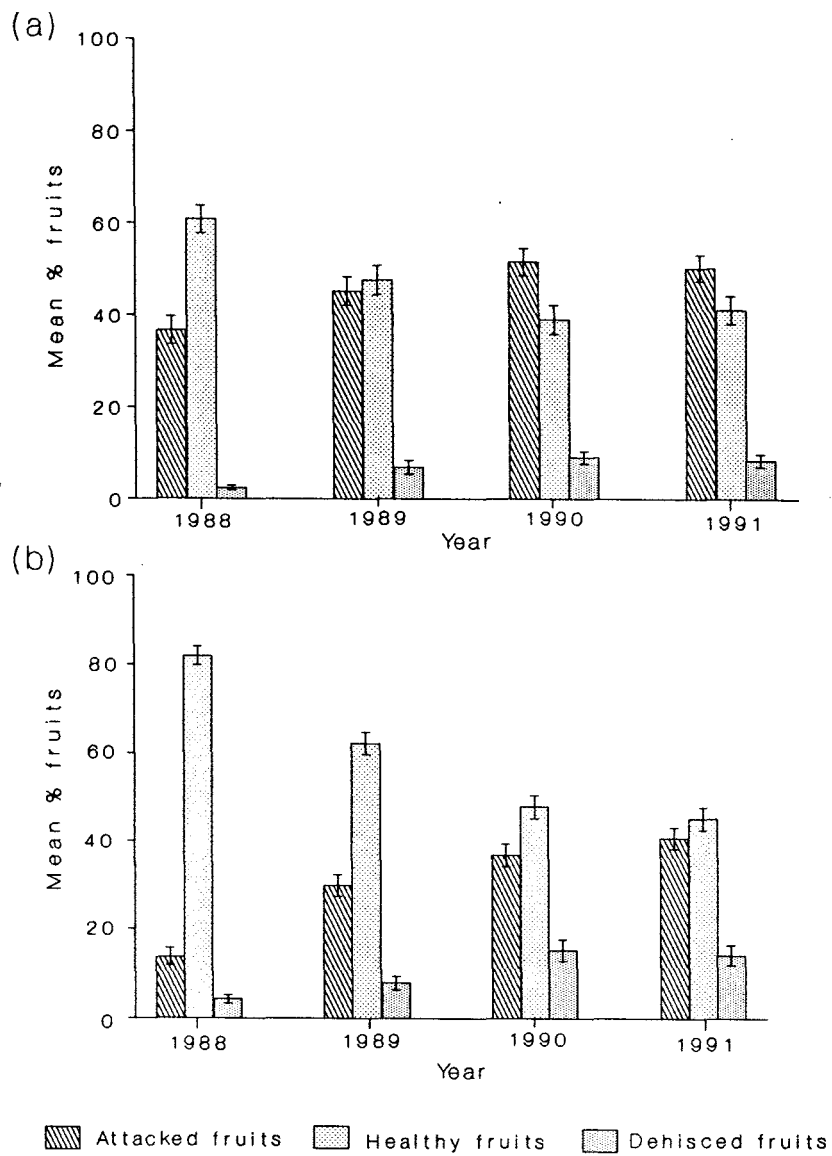 (a)
100
80
60
40
20
0
Mean % fruits
1988 1989 1990 1991
Year
(b)
100
80
60
40
20
0
Mean % fruits
1988 1989 1990 1991
Year
Attacked fruits Healthy fruits Dehisced fruits